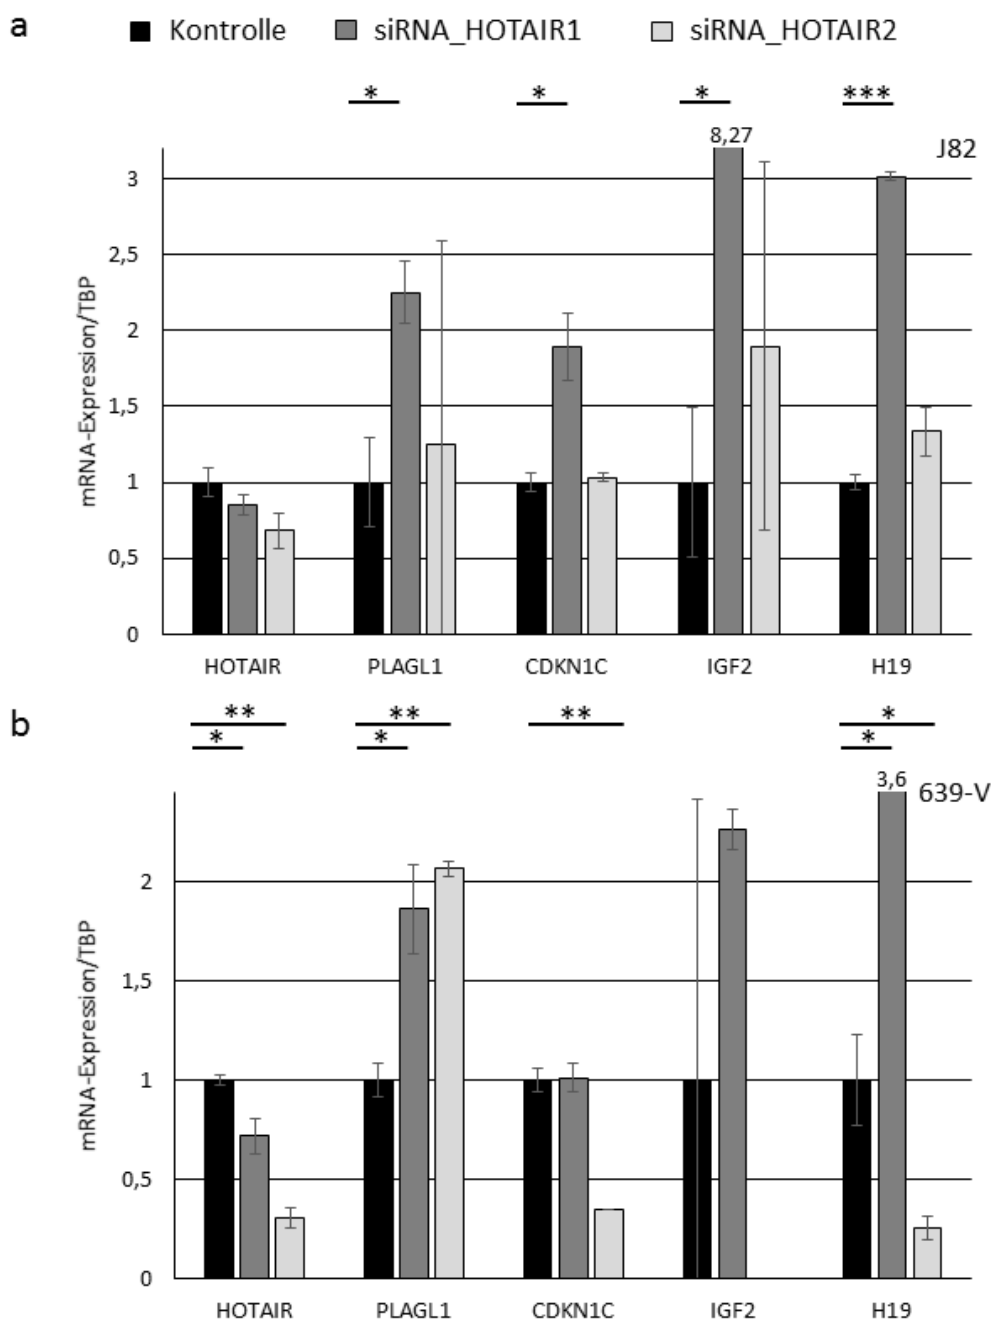 a
Kontrolle siRNA_HOTAIR1 siRNA_HOTAIR2
* * * ***
8,27
J82
mRNA-Expression/TBP
3
2,5
2
1,5
1
0,5
0
HOTAIR PLAGL1 CDKN1C IGF2 H19
b
** ** ** *
* * *
3,6
639-V
mRNA-Expression/TBP
2
1,5
1
0,5
0
HOTAIR PLAGL1 CDKN1C IGF2 H19